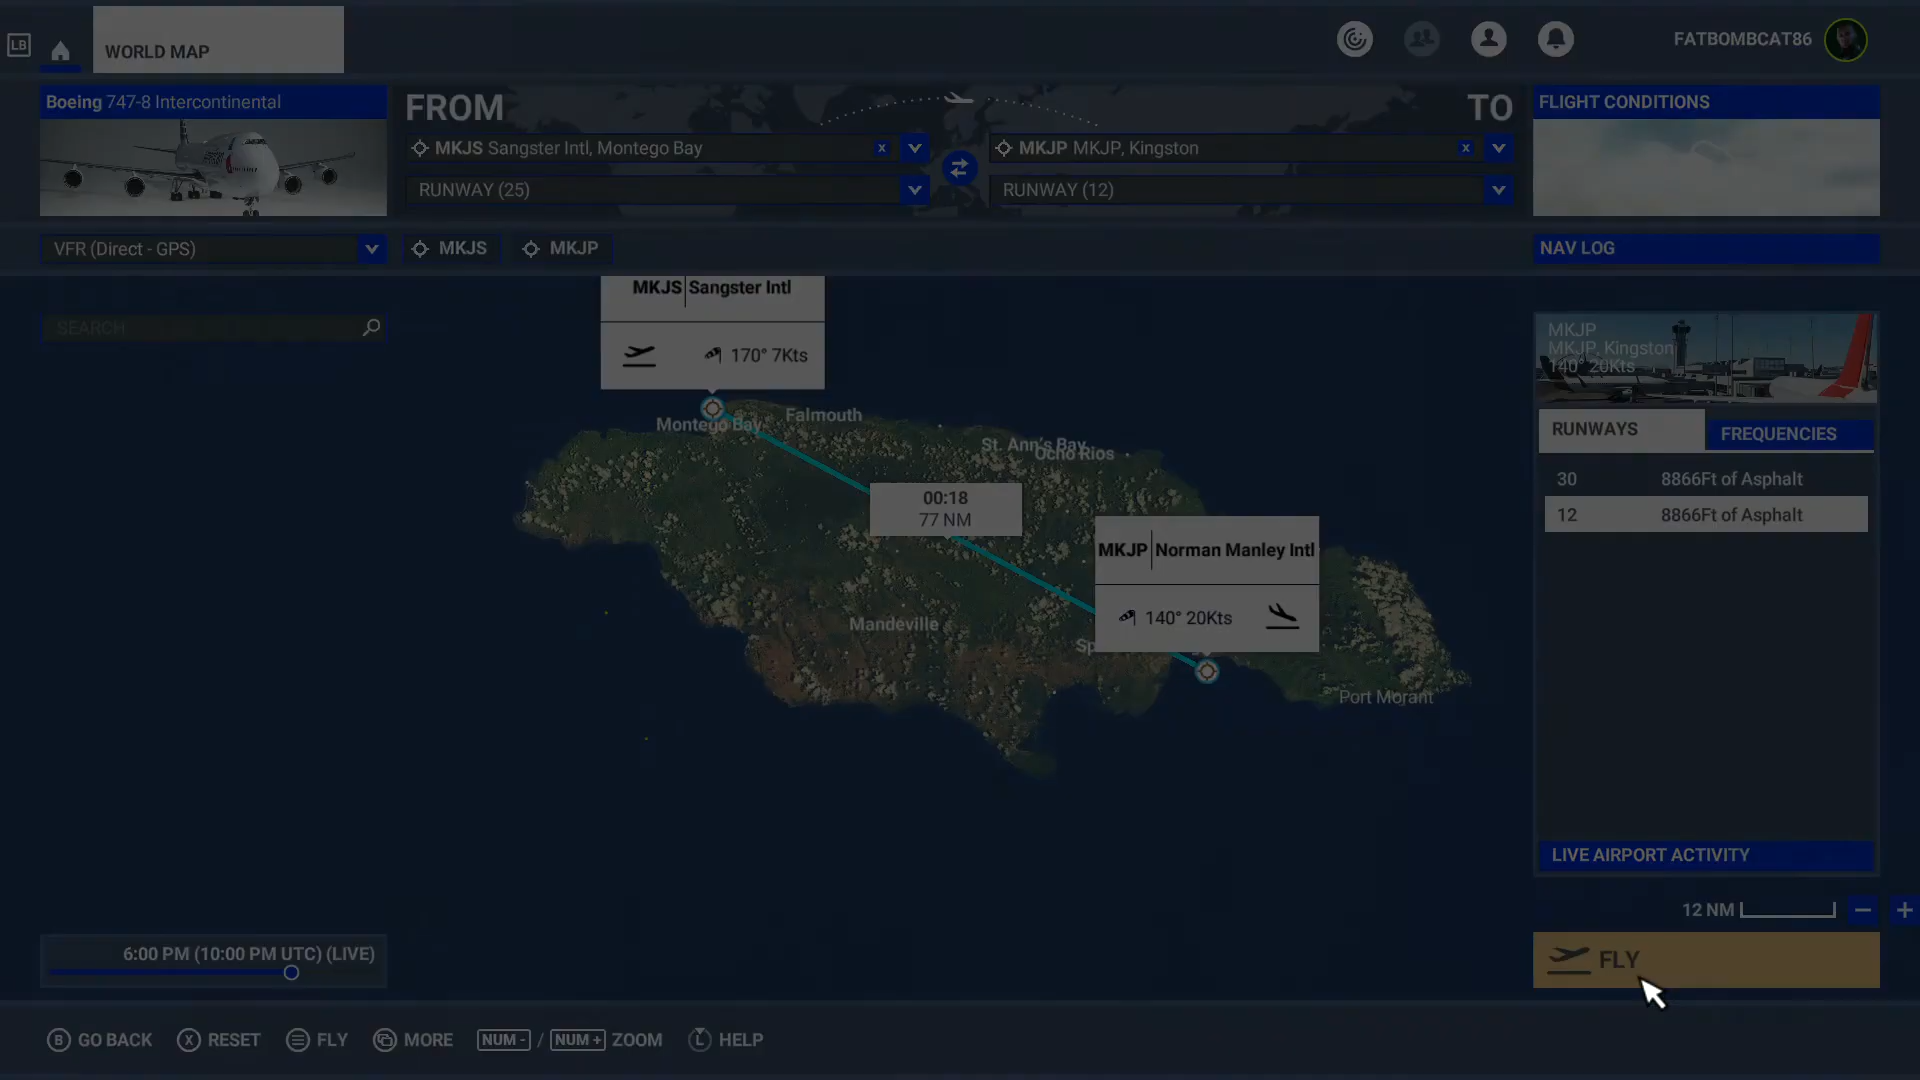 LB
WORLD MAP
FATBOMBCAT86
Boeing 747-8 Intercontinental
FROM
TO
FLIGHT CONDITIONS
MKJS Sangster Intl, Montego Bay
x
MKJP MKJP, Kingston
x
RUNWAY (25)
RUNWAY (12)
VFR (Direct - GPS)
MKJS
MKJP
NAV LOG
MKJS Sangster Intl
SEARCH
170° 7Kts
MKJP
MKJP, Kingston
140° 20Kts
Montego Bay
Falmouth
St. Ann's Bay
Ocho Rios
RUNWAYS
FREQUENCIES
30 8866Ft of Asphalt
12 8866Ft of Asphalt
00:18
77 NM
MKJP Norman Manley Intl
140° 20Kts
Mandeville
Port Morant
LIVE AIRPORT ACTIVITY
12 NM
6:00 PM (10:00 PM UTC) (LIVE)
FLY
B GO BACK
X RESET
FLY
MORE
NUM - / NUM + ZOOM
L HELP